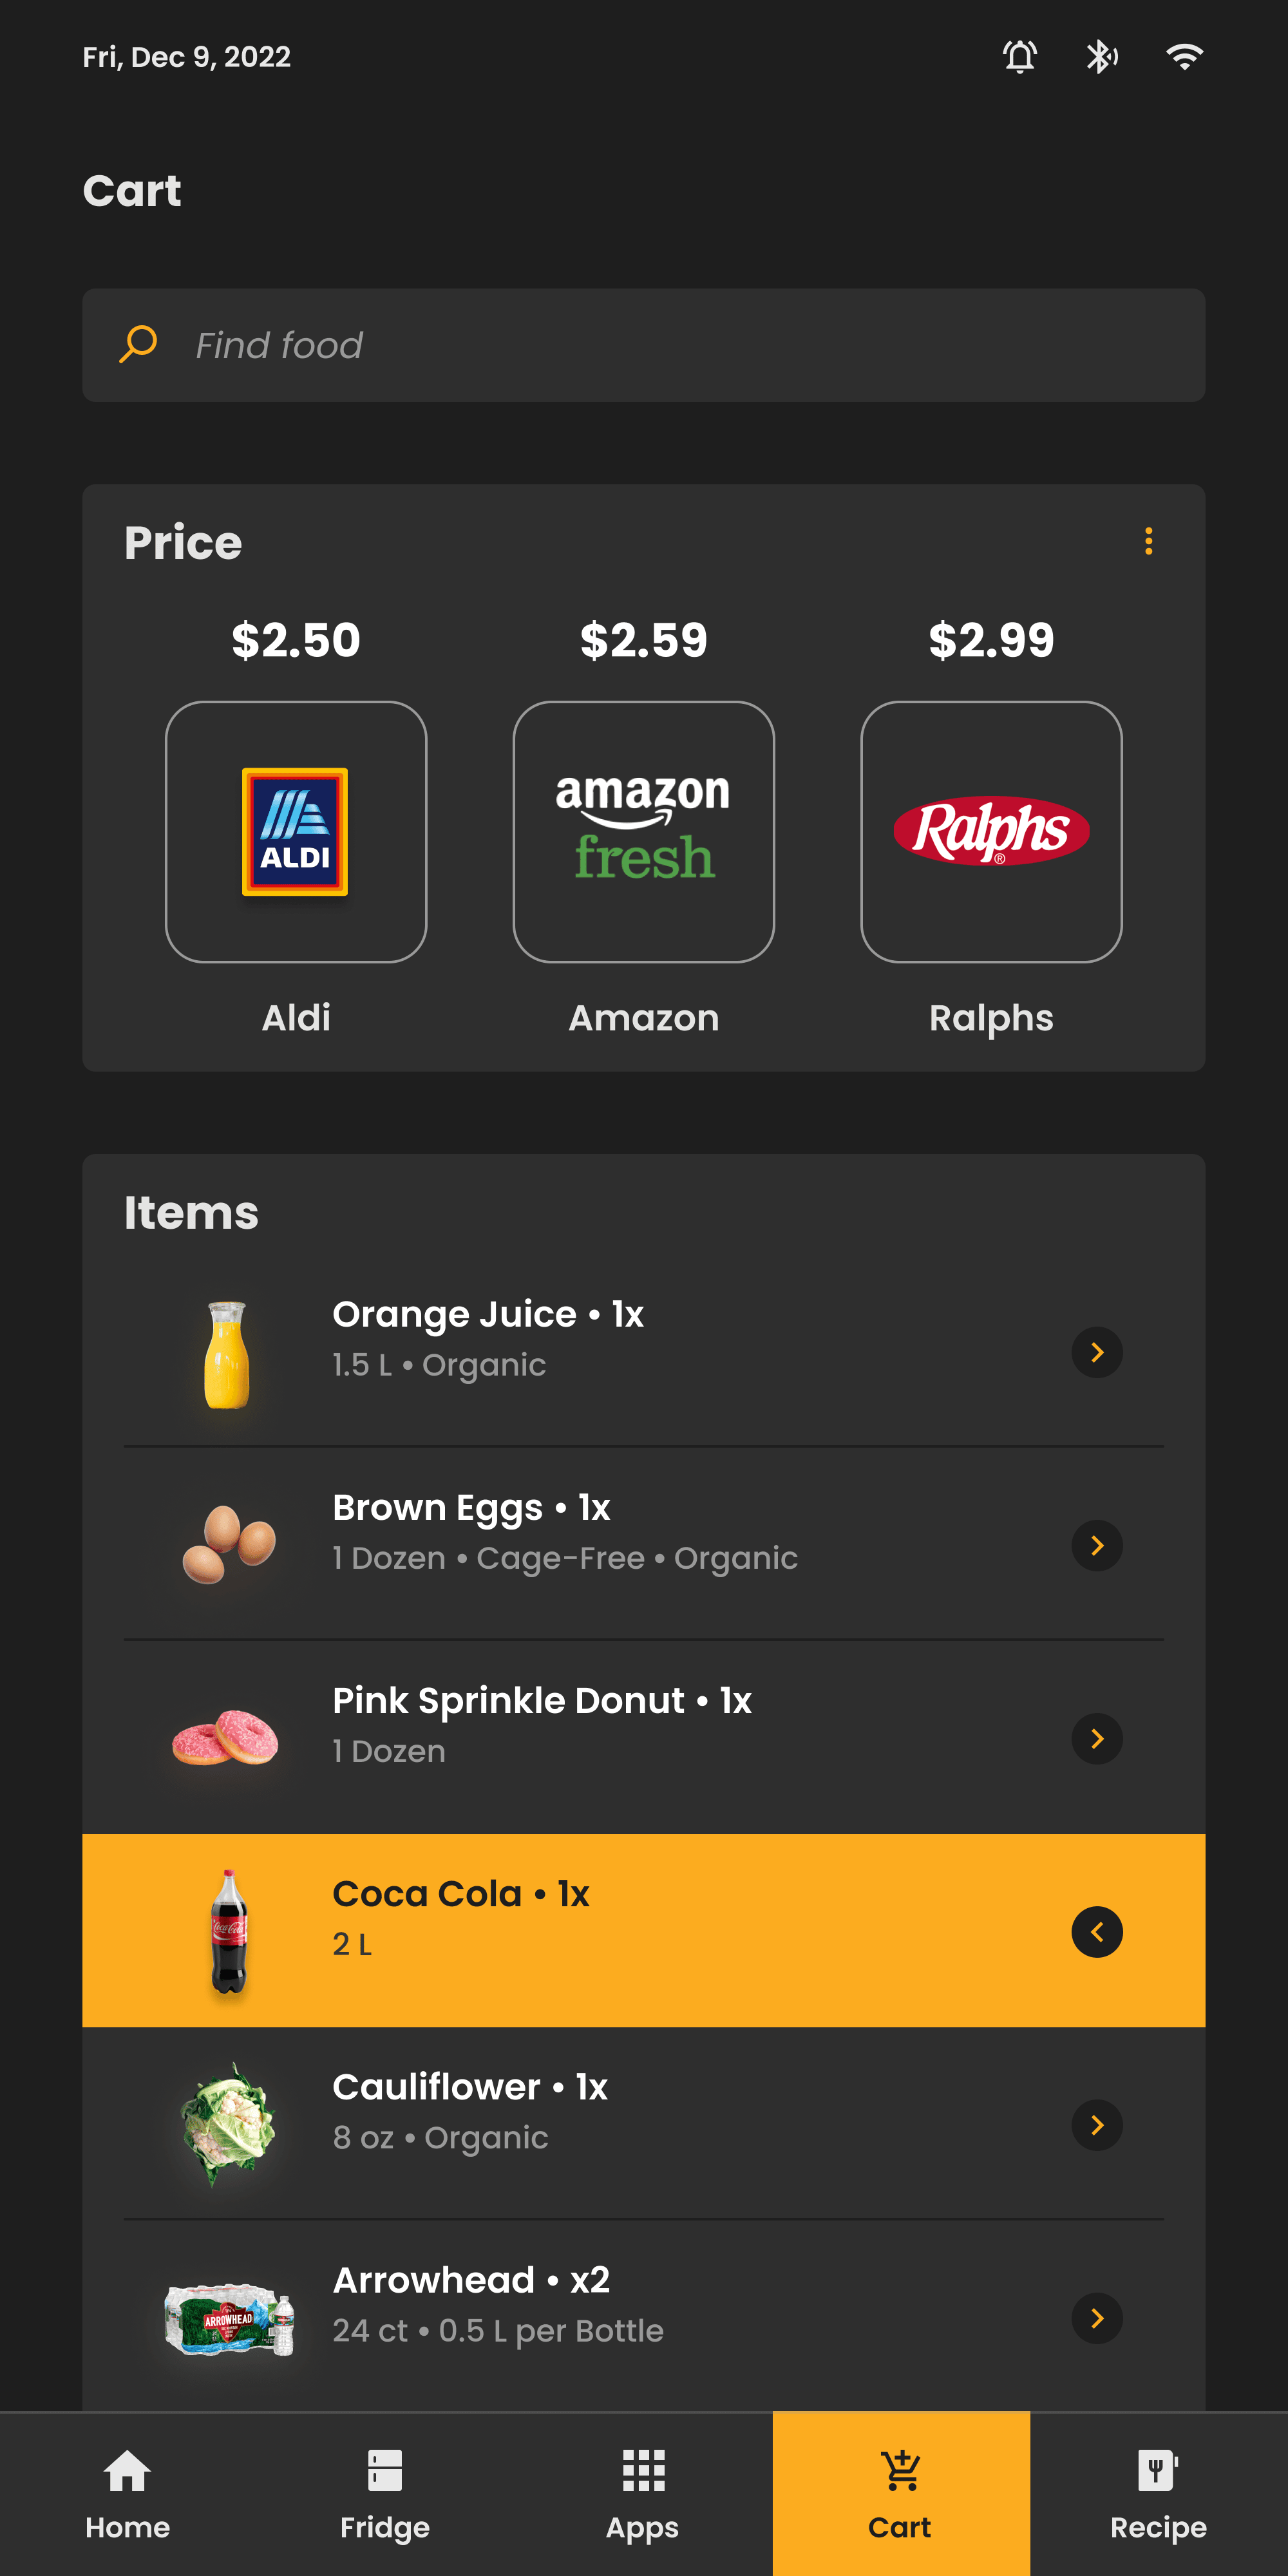 Fri, Dec 9, 2022
Cart
Find food
Price
$2.50 $2.59 $2.99
ALDI
amazon
fresh
Ralphs
®
Aldi Amazon Ralphs
Items
Orange Juice • 1x
1.5 L • Organic
Brown Eggs • 1x
1 Dozen • Cage-Free • Organic
Pink Sprinkle Donut • 1x
1 Dozen
Coca Cola • 1x
2 L
Coca-Cola
Cauliflower • 1x
8 oz • Organic
Arrowhead • x2
24 ct • 0.5 L per Bottle
ARROWHEAD
Home Fridge Apps Cart Recipe